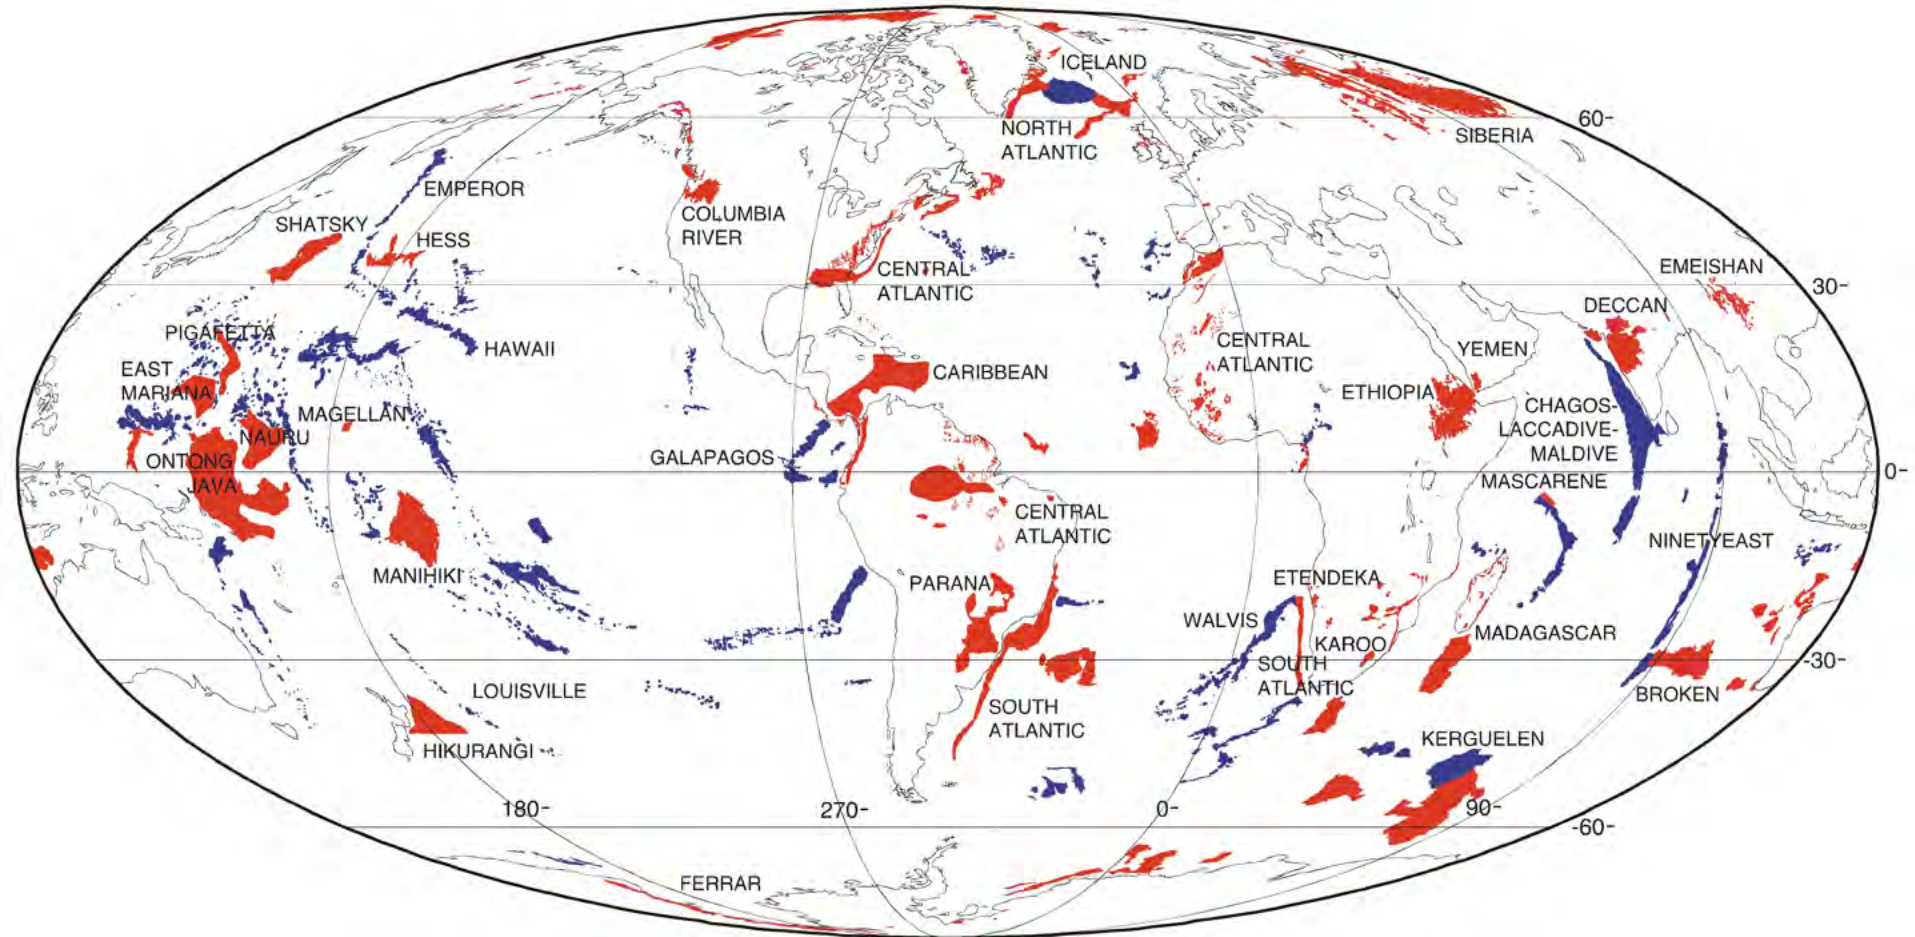 ICELAND
NORTH
ATLANTIC
60-
SIBERIA
EMPEROR
SHATSKY
HESS
COLUMBIA
RIVER
CENTRAL
ATLANTIC
EMEISHAN
30-
DECCAN
PIGAFETTA
HAWAII
EAST
MARIANA
CARIBBEAN
CENTRAL
ATLANTIC
YEMEN
ETHIOPIA
MAGELLAN
NAURU
CHAGOS-
LACCADIVE-
MALDIVE
ONTONG
JAVA
GALAPAGOS
0-
MASCARENE
CENTRAL
ATLANTIC
NINETYEAST
MANIHIKI
PARANA
ETENDEKA
WALVIS
KAROO
MADAGASCAR
SOUTH
ATLANTIC
-30-
LOUISVILLE
BROKEN
SOUTH
ATLANTIC
HIKURANGI
KERGUELEN
180-
270-
0-
90-
-60-
FERRAR